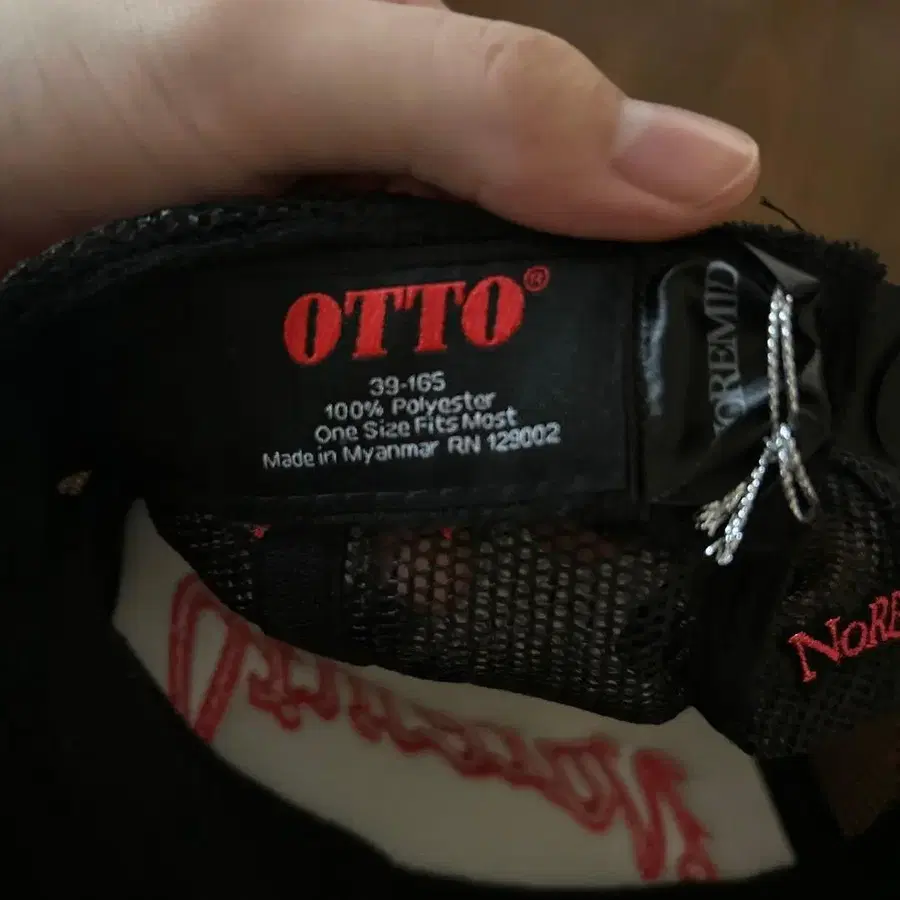 OTTO®
39-165
100% Polyester
One Size Fits Most
Made in Myanmar RN 129002
NOREMID